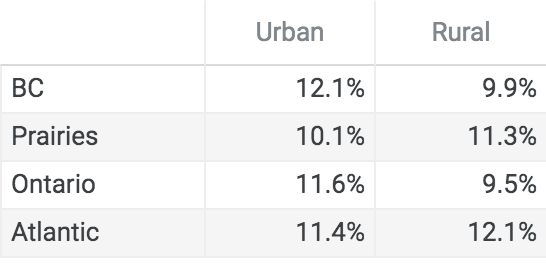 Urban Rural
BC 12.1% 9.9%
Prairies 10.1% 11.3%
Ontario 11.6% 9.5%
Atlantic 11.4% 12.1%